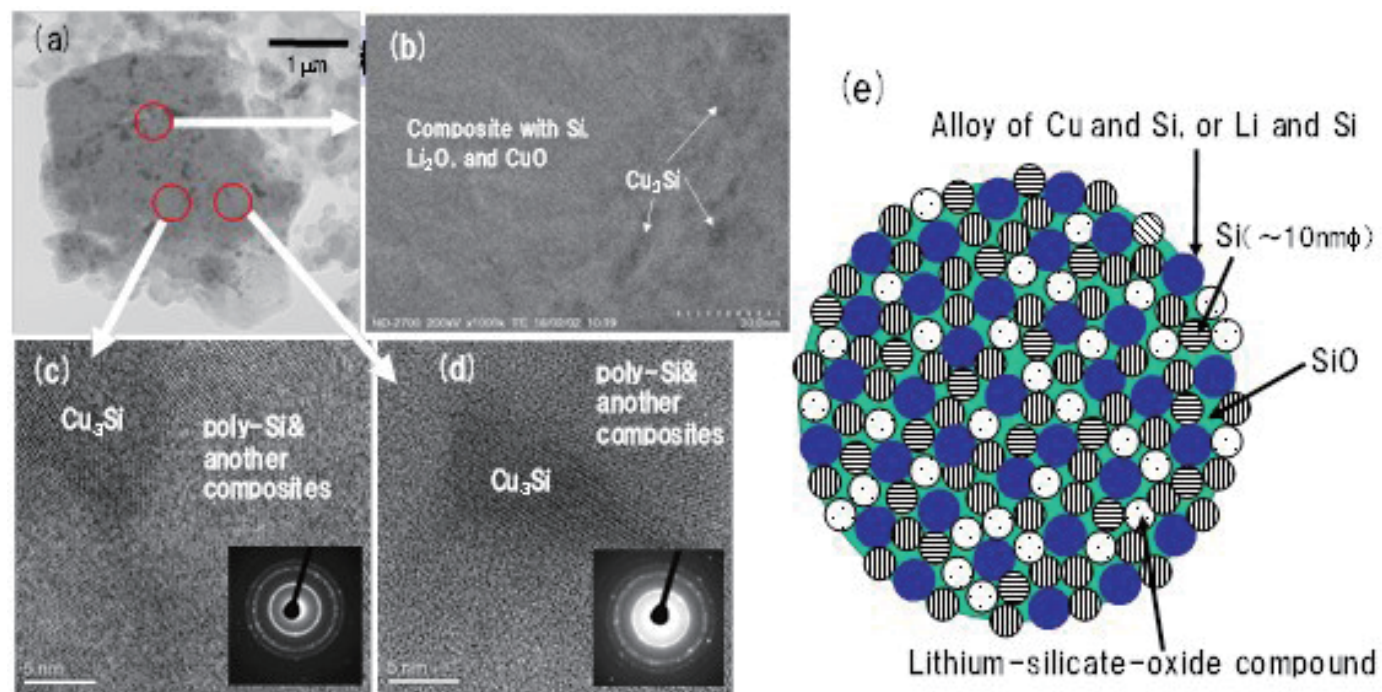 (a)
1 μm
(b)
Composite with Si,
Li₂O, and CuO
Cu₃Si
(c)
Cu₃Si
poly-Si&
another
composites
5 nm
(d)
poly-Si&
another
composites
Cu₃Si
5 nm
(e)
Alloy of Cu and Si, or Li and Si
Si(~10nmϕ)
SiO
Lithium-silicate-oxide compound